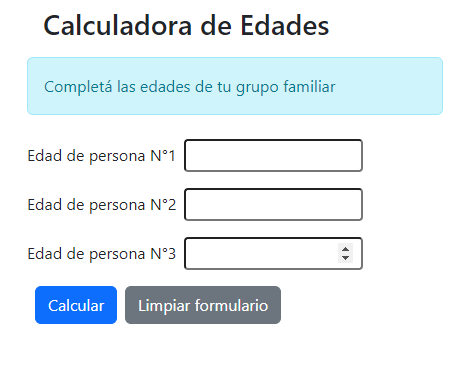 Calculadora de Edades
Completá las edades de tu grupo familiar
Edad de persona N°1
Edad de persona N°2
Edad de persona N°3
Calcular Limpiar formulario